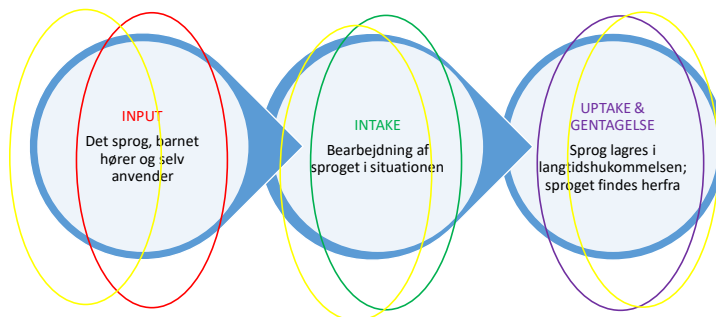 INPUT
Det sprog, barnet
hører og selv
anvender
INTAKE
Bearbejdning af
sproget i situationen
UPTAKE &
GENTAGELSE
Sprog lagres i
langtidshukommelsen;
sproget findes herfra